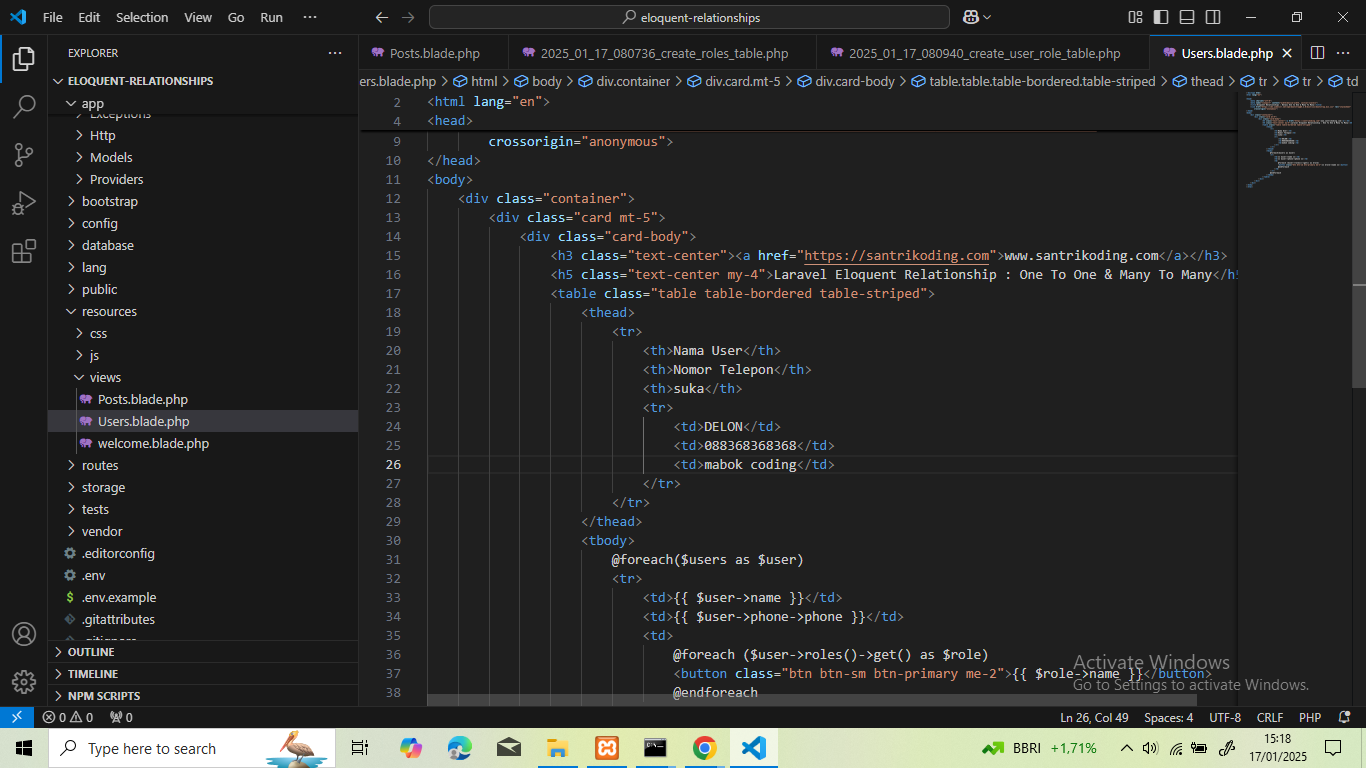 File Edit Selection View Go Run ··· eloquent-relationships
EXPLORER ···
ELOQUENT-RELATIONSHIPS
app
Exceptions
Http
Models
Providers
bootstrap
config
database
lang
public
resources
css
js
views
Posts.blade.php
Users.blade.php
welcome.blade.php
routes
storage
tests
vendor
.editorconfig
.env
.env.example
.gitattributes
.gitignore
OUTLINE
TIMELINE
NPM SCRIPTS
Posts.blade.php 2025_01_17_080736_create_roles_table.php 2025_01_17_080940_create_user_role_table.php Users.blade.php ···
ers.blade.php > html > body > div.container > div.card.mt-5 > div.card-body > table.table.table-bordered.table-striped > thead > tr > tr > td
2 <html lang="en">
4 <head>
9 crossorigin="anonymous">
10 </head>
11 <body>
12 <div class="container">
13 <div class="card mt-5">
14 <div class="card-body">
15 <h3 class="text-center"><a href="https://santrikoding.com">www.santrikoding.com</a></h3>
16 <h5 class="text-center my-4">Laravel Eloquent Relationship : One To One & Many To Many</h5
17 <table class="table table-bordered table-striped">
18 <thead>
19 <tr>
20 <th>Nama User</th>
21 <th>Nomor Telepon</th>
22 <th>suka</th>
23 <tr>
24 <td>DELON</td>
25 <td>088368368368</td>
26 <td>mabok coding</td>
27 </tr>
28 </tr>
29 </thead>
30 <tbody>
31 @foreach($users as $user)
32 <tr>
33 <td>{{ $user->name }}</td>
34 <td>{{ $user->phone->phone }}</td>
35 <td>
36 @foreach ($user->roles()->get() as $role)
37 <button class="btn btn-sm btn-primary me-2">{{ $role->name }}</button>
38 @endforeach
Activate Windows
Go to Settings to activate Windows.
0 0 0 Ln 26, Col 49 Spaces: 4 UTF-8 CRLF PHP
Type here to search BBRI +1,71% 15:18
17/01/2025